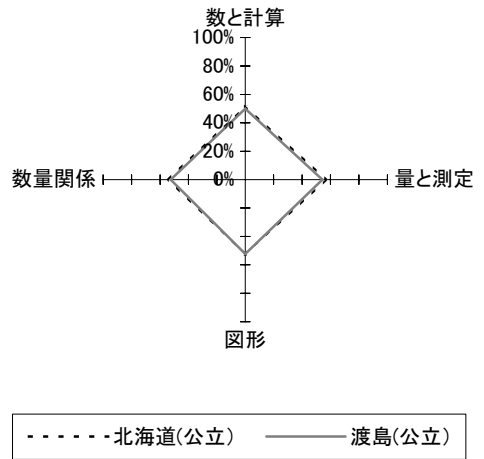 数と計算
100%
80%
60%
40%
20%
0%
数量関係
量と測定
図形
北海道(公立)
渡島(公立)